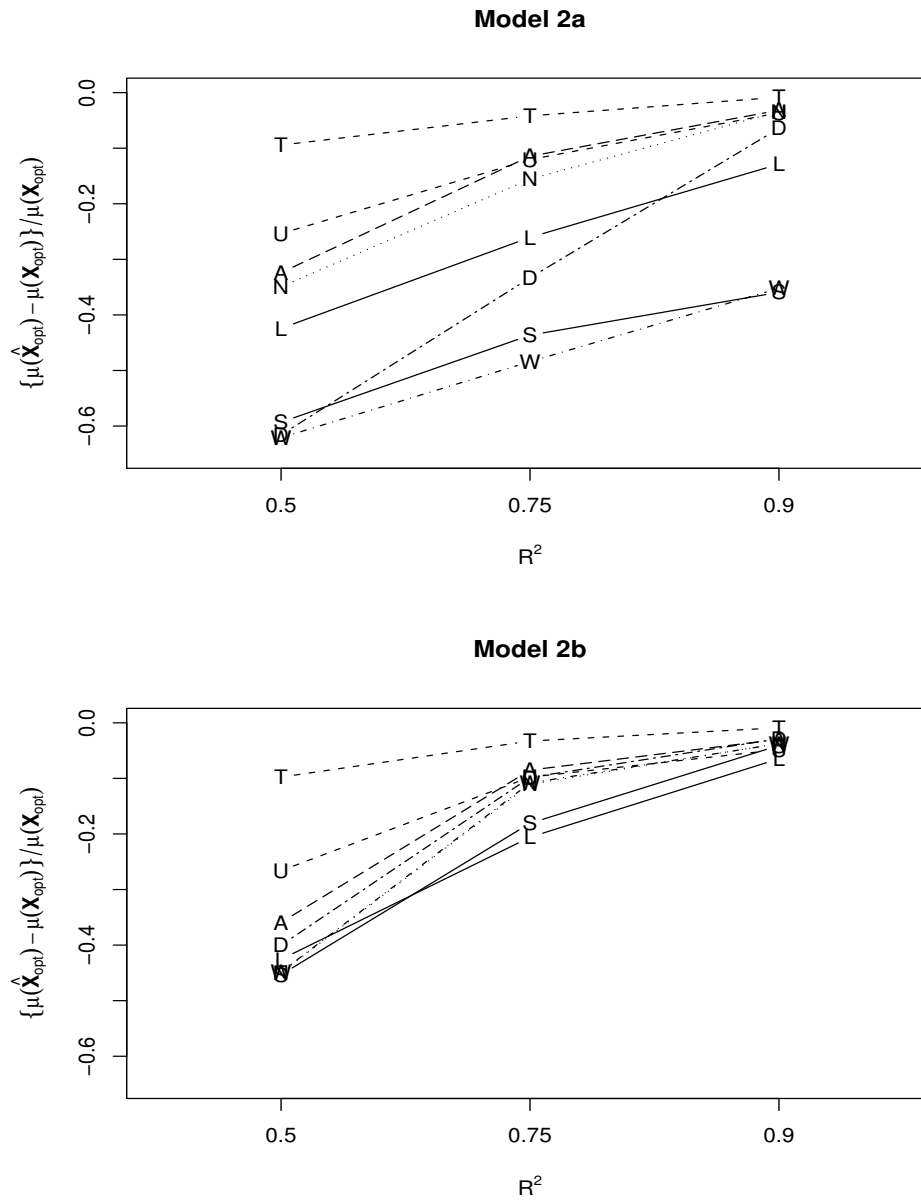 Model 2a
{μ(X̂opt) − μ(Xopt)}/μ(Xopt)
0.0
−0.2
−0.4
−0.6
T T T
U U
A A A
N N N
L L L
D D
S S S
W W W
0.5 0.75 0.9
R²
Model 2b
{μ(X̂opt) − μ(Xopt)}/μ(Xopt)
0.0
−0.2
−0.4
−0.6
T T T
U
A A
D
L L L
S S
W W W
0.5 0.75 0.9
R²